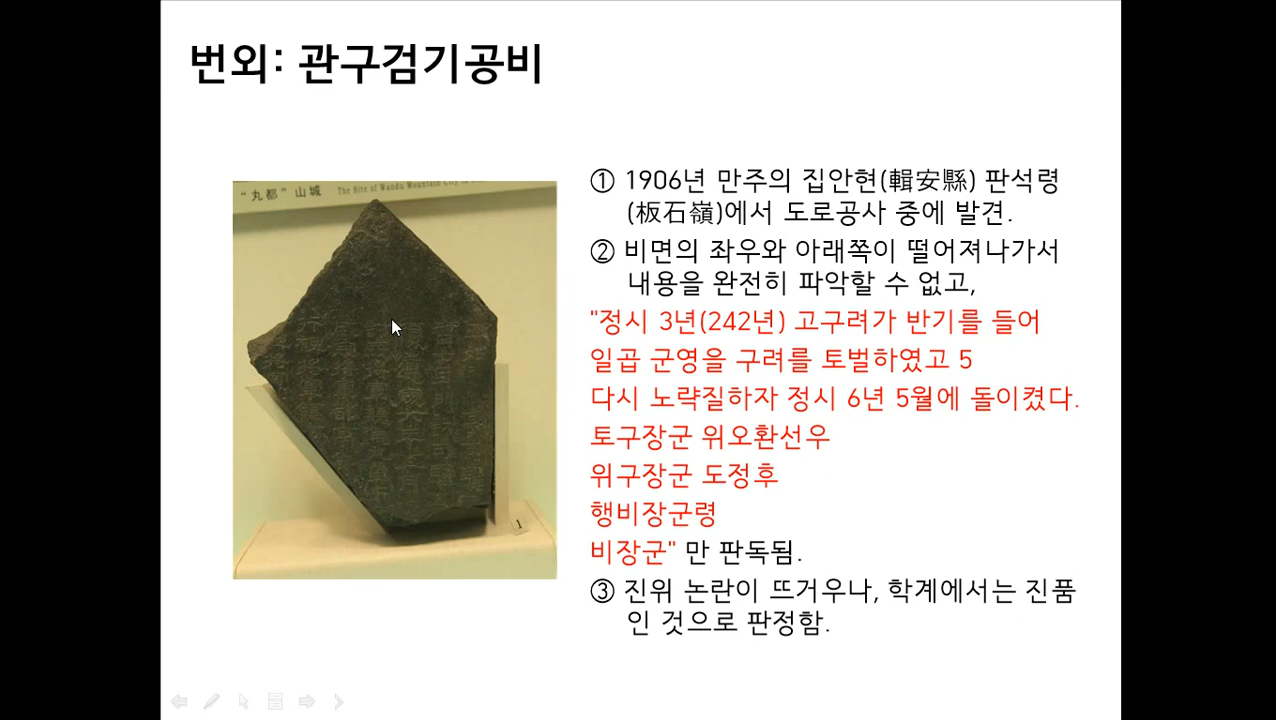 번외: 관구검기공비
"丸都" 山城 The Site of Wandu Mountain City
① 1906년 만주의 집안현(輯安縣) 판석령
(板石嶺)에서 도로공사 중에 발견.
② 비면의 좌우와 아래쪽이 떨어져나가서
내용을 완전히 파악할 수 없고,
"정시 3년(242년) 고구려가 반기를 들어
일곱 군영을 구려를 토벌하였고 5
다시 노략질하자 정시 6년 5월에 돌이켰다.
토구장군 위오환선우
위구장군 도정후
행비장군령
비장군" 만 판독됨.
③ 진위 논란이 뜨거우나, 학계에서는 진품
인 것으로 판정함.
1